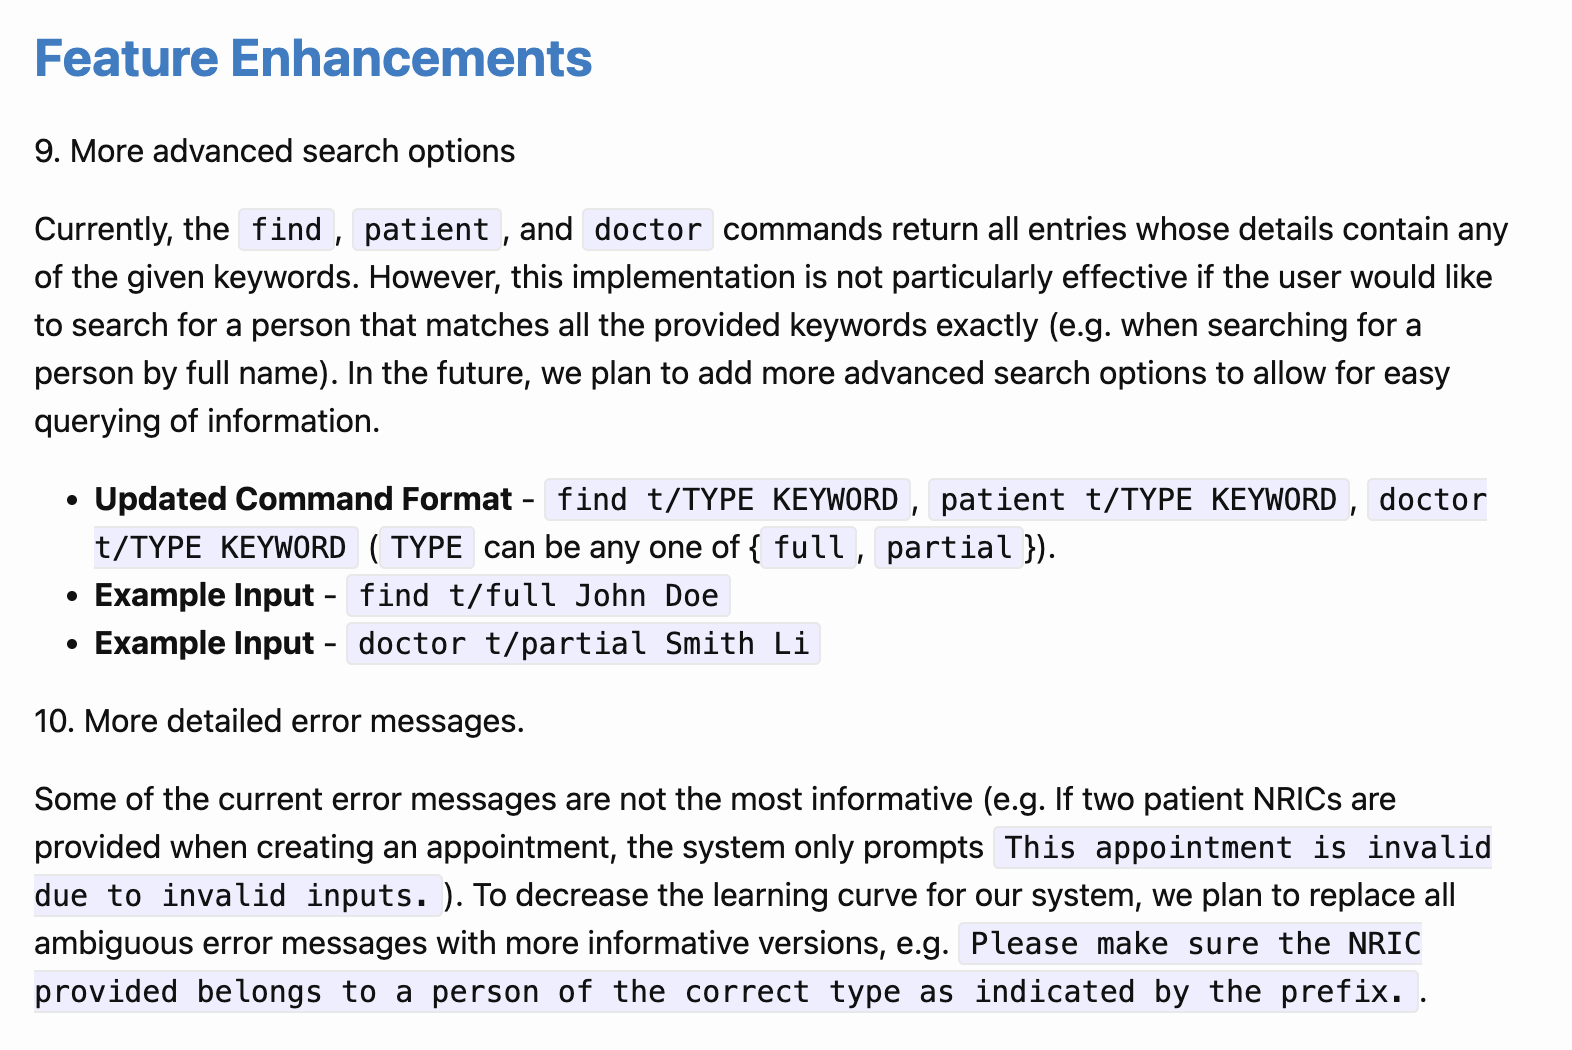 Feature Enhancements
9. More advanced search options
Currently, the find, patient, and doctor commands return all entries whose details contain any
of the given keywords. However, this implementation is not particularly effective if the user would like
to search for a person that matches all the provided keywords exactly (e.g. when searching for a
person by full name). In the future, we plan to add more advanced search options to allow for easy
querying of information.
• Updated Command Format - find t/TYPE KEYWORD, patient t/TYPE KEYWORD, doctor
t/TYPE KEYWORD (TYPE can be any one of {full, partial}).
• Example Input - find t/full John Doe
• Example Input - doctor t/partial Smith Li
10. More detailed error messages.
Some of the current error messages are not the most informative (e.g. If two patient NRICs are
provided when creating an appointment, the system only prompts This appointment is invalid
due to invalid inputs.). To decrease the learning curve for our system, we plan to replace all
ambiguous error messages with more informative versions, e.g. Please make sure the NRIC
provided belongs to a person of the correct type as indicated by the prefix..